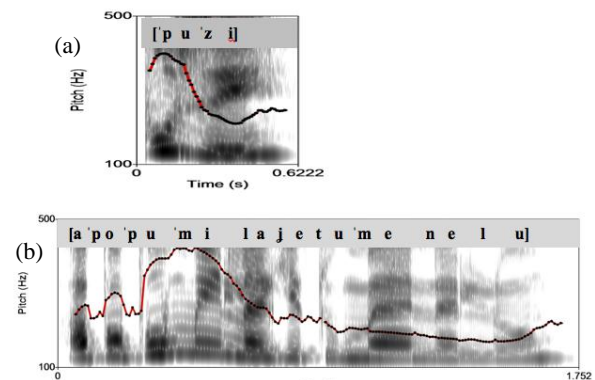 (a)
500
[ˈp u ˈz i]
Pitch (Hz)
100
0
0.6222
Time (s)
(b)
500
[a ˈp o ˈp u ˈm i l a j e t u ˈm e n e l u]
Pitch (Hz)
100
0
1.752